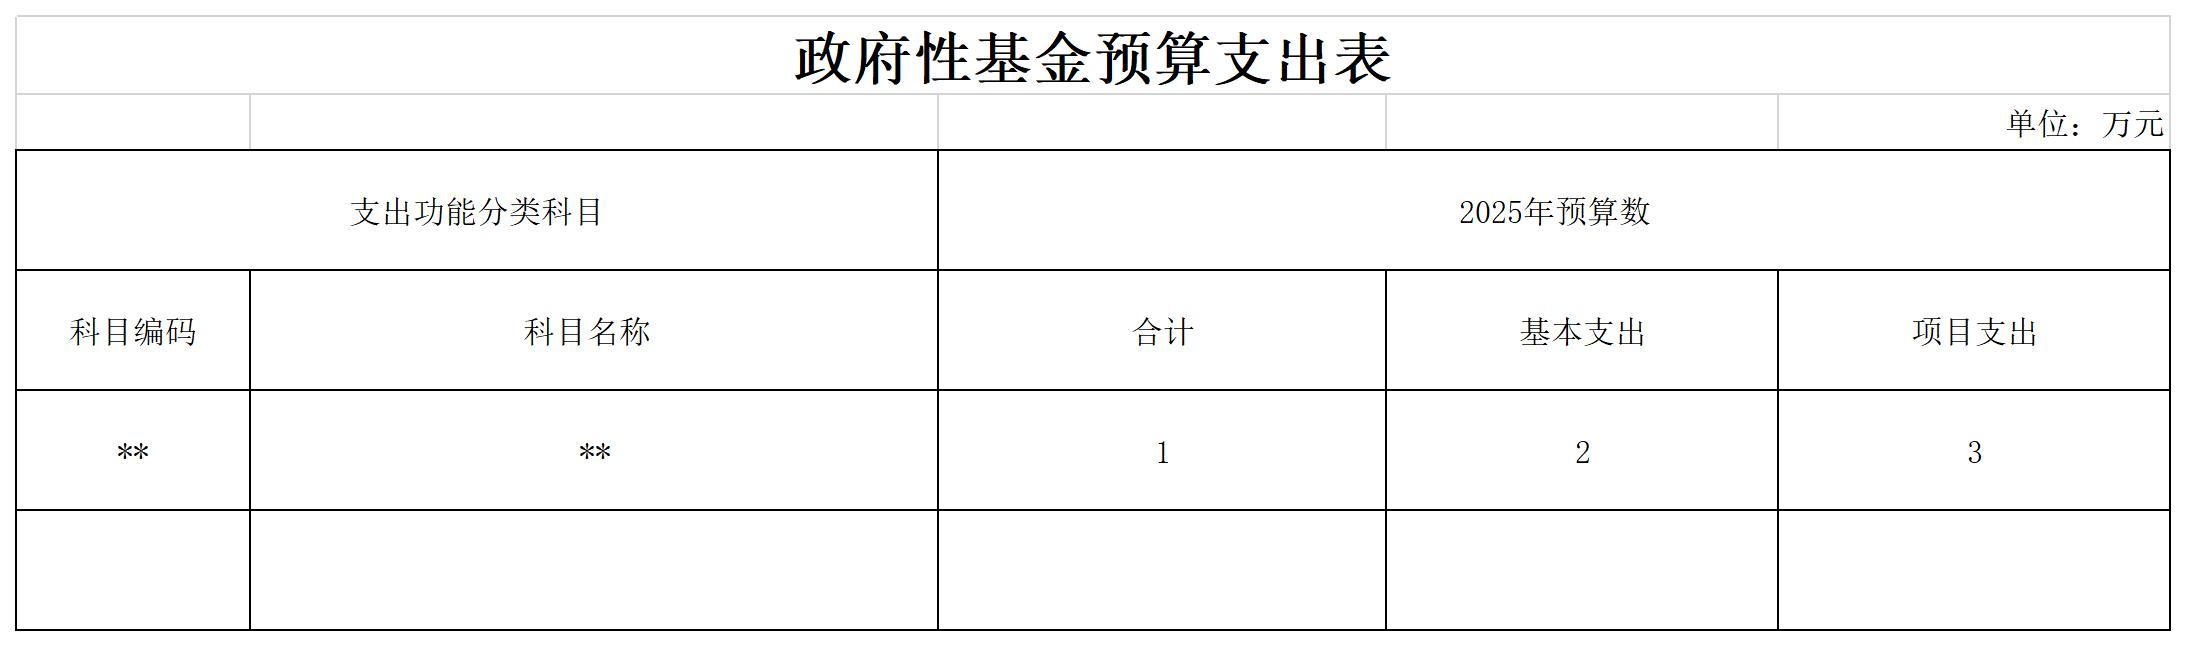 政府性基金预算支出表
单位：万元
支出功能分类科目 2025年预算数
科目编码 科目名称 合计 基本支出 项目支出
** ** 1 2 3